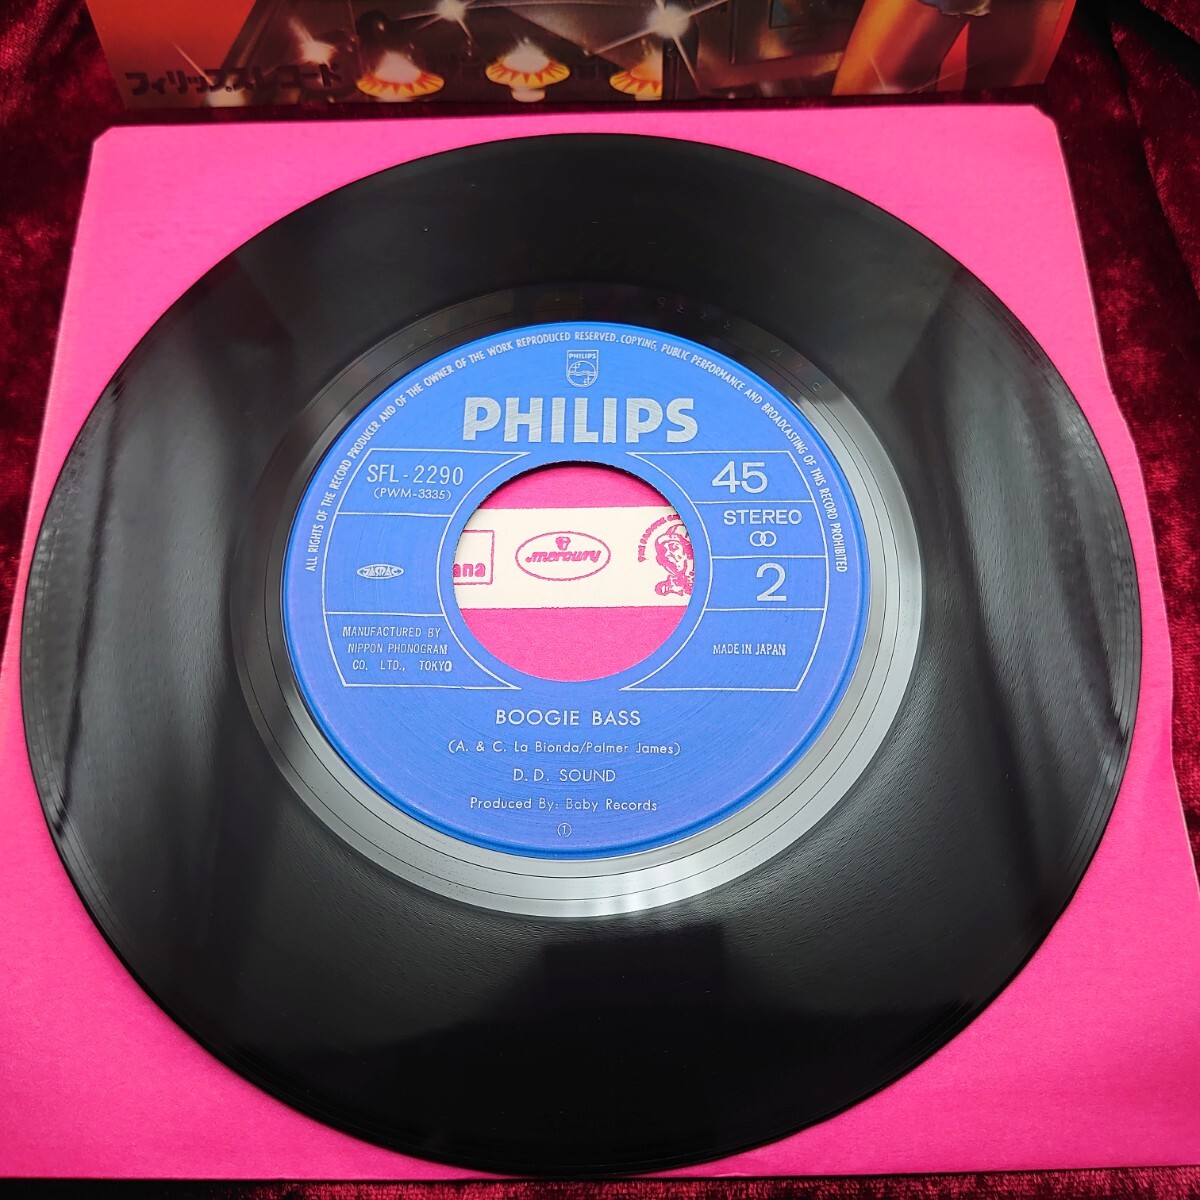 フィリップスレコード
ALL RIGHTS OF THE RECORD PRODUCER AND OF THE OWNER OF THE WORK REPRODUCED RESERVED. COPYING, PUBLIC PERFORMANCE AND BROADCASTING OF THIS RECORD PROHIBITED
PHILIPS
PHILIPS
SFL-2290
(PWM-3335)
45
STEREO
2
JASRAC
ana
mercury
MANUFACTURED BY
NIPPON PHONOGRAM
CO. LTD., TOKYO
MADE IN JAPAN
BOOGIE BASS
(A. & C. La Bionda/Palmer James)
D.D. SOUND
Produced By: Baby Records
①